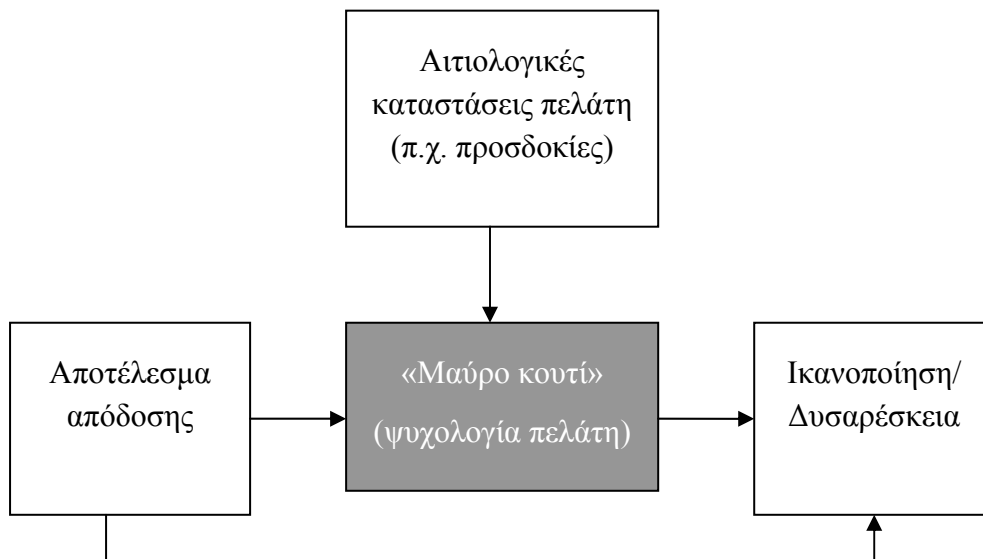 Αιτιολογικές
καταστάσεις πελάτη
(π.χ. προσδοκίες)
Αποτέλεσμα
απόδοσης
«Μαύρο κουτί»
(ψυχολογία πελάτη)
Ικανοποίηση/
Δυσαρέσκεια